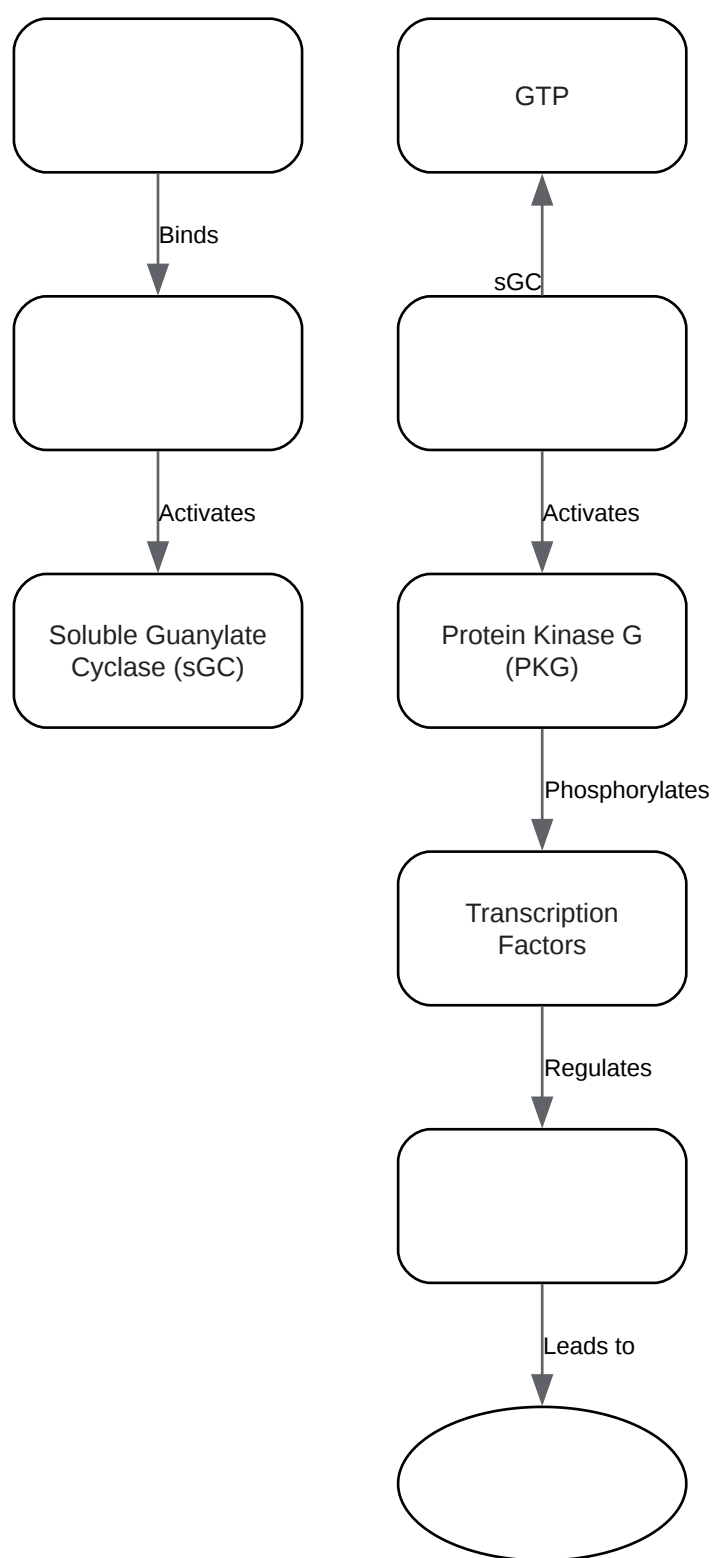 GTP
Binds
sGC
Activates
Activates
Soluble Guanylate
Cyclase (sGC)
Protein Kinase G
(PKG)
Phosphorylates
Transcription
Factors
Regulates
Leads to